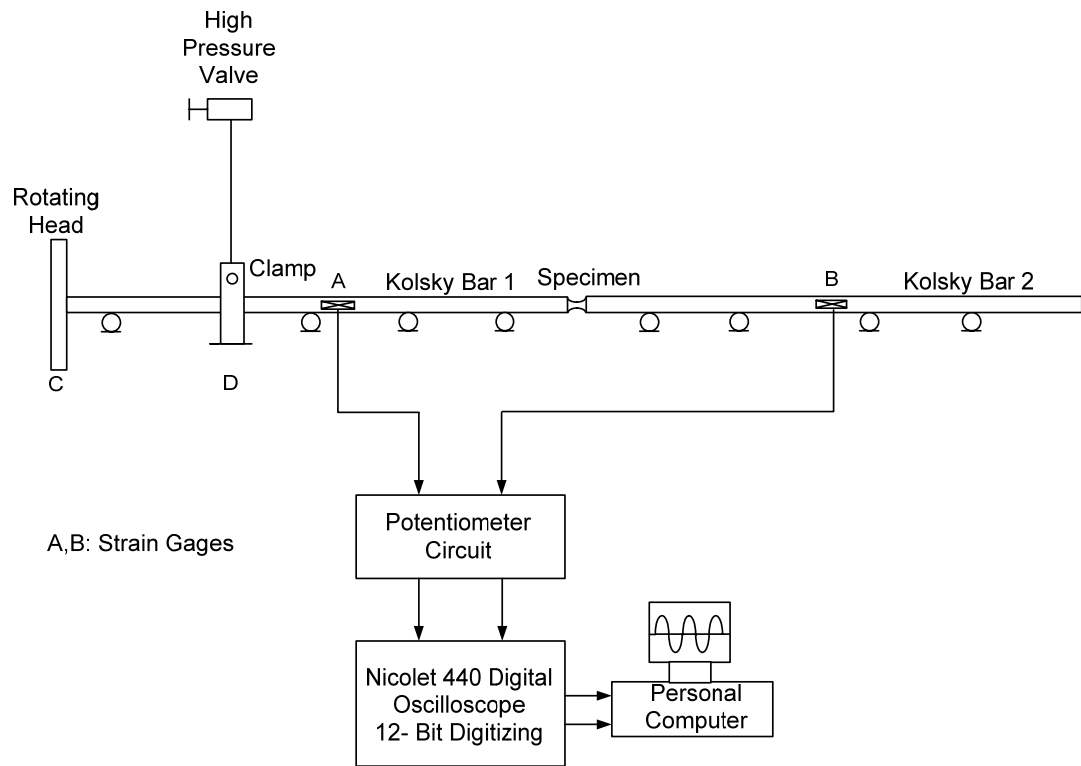 High
Pressure
Valve
Rotating
Head
Clamp
A
Kolsky Bar 1
Specimen
B
Kolsky Bar 2
C
D
A,B: Strain Gages
Potentiometer
Circuit
Nicolet 440 Digital
Oscilloscope
12- Bit Digitizing
Personal
Computer